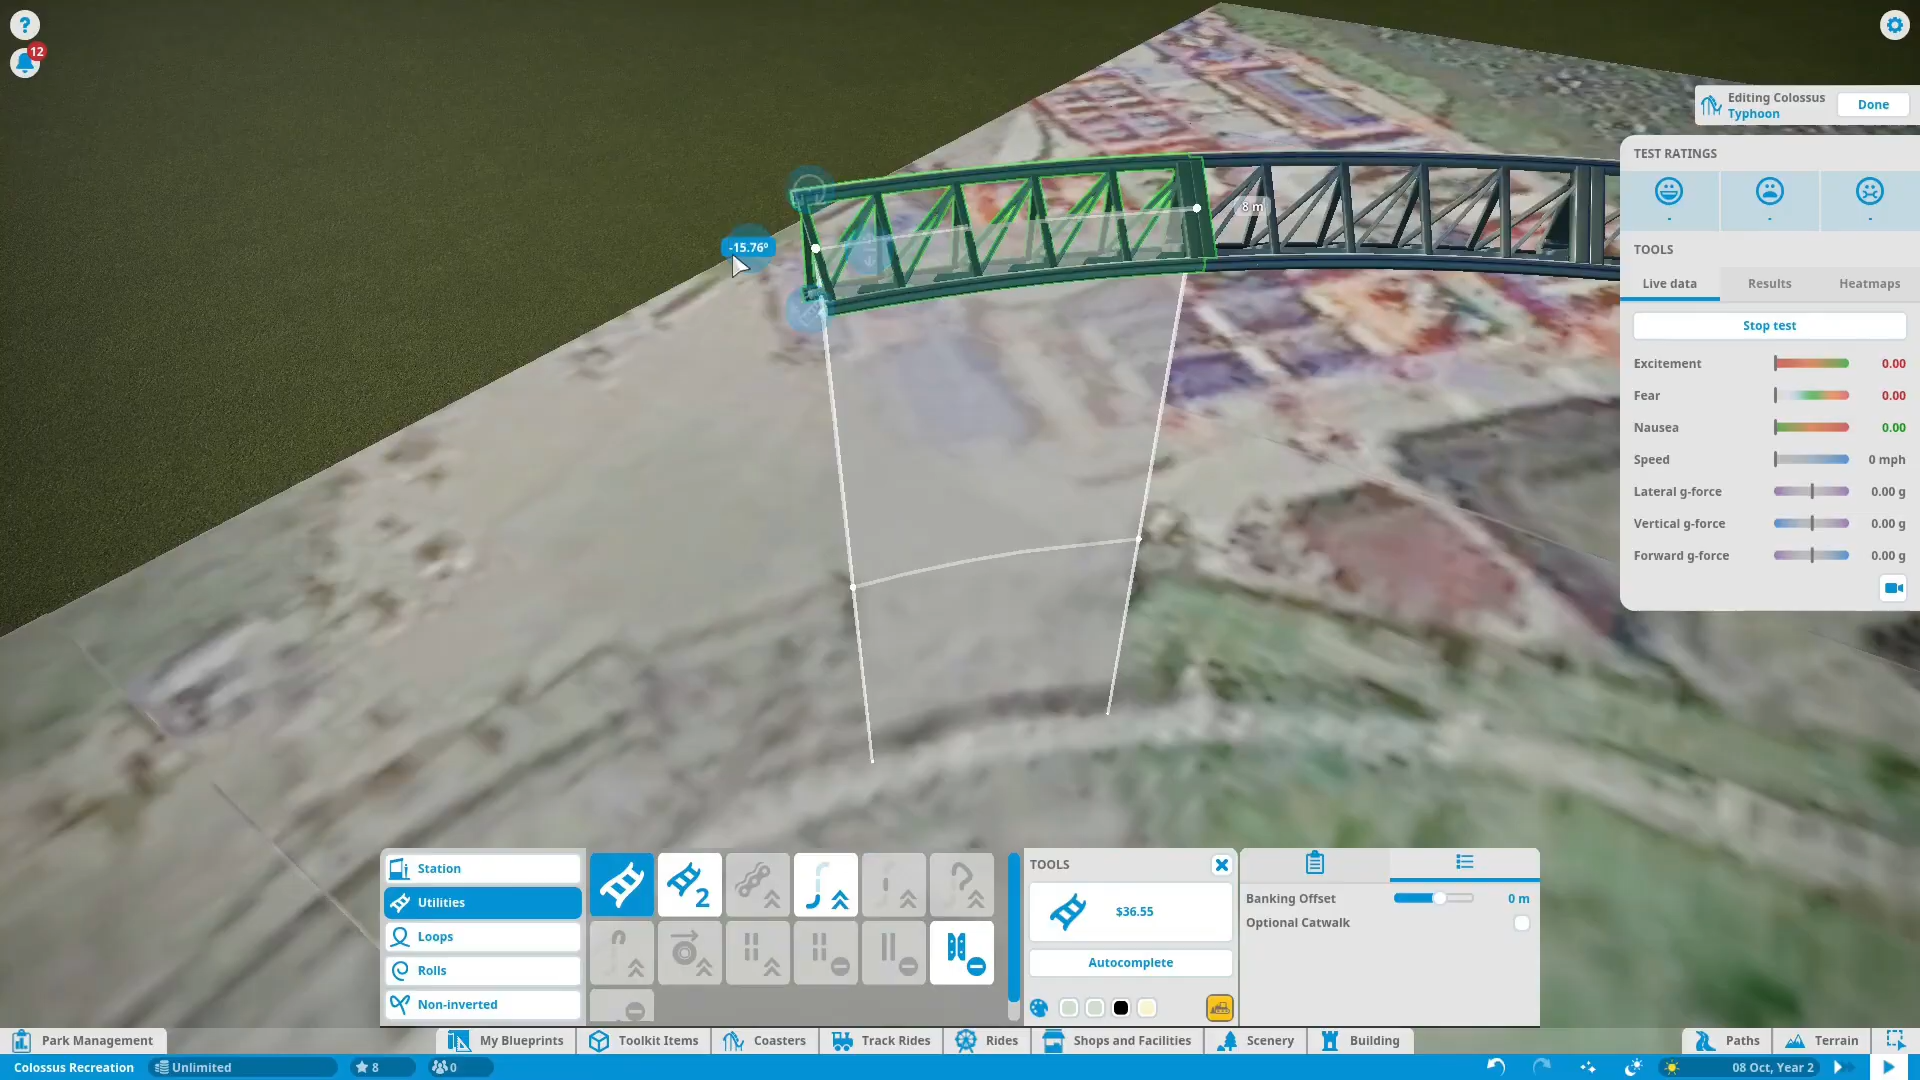 ?
12
Editing Colossus
Typhoon
Done
TEST RATINGS
- - -
TOOLS
Live data Results Heatmaps
Stop test
Excitement 0.00
Fear 0.00
Nausea 0.00
Speed 0 mph
Lateral g-force 0.00 g
Vertical g-force 0.00 g
Forward g-force 0.00 g
-15.76º
8 m
Station
Utilities
Loops
Rolls
Non-inverted
2
TOOLS
$36.55
Autocomplete
Banking Offset 0 m
Optional Catwalk
Park Management My Blueprints Toolkit Items Coasters Track Rides Rides Shops and Facilities Scenery Building Paths Terrain
Colossus Recreation Unlimited 8 0 08 Oct, Year 2